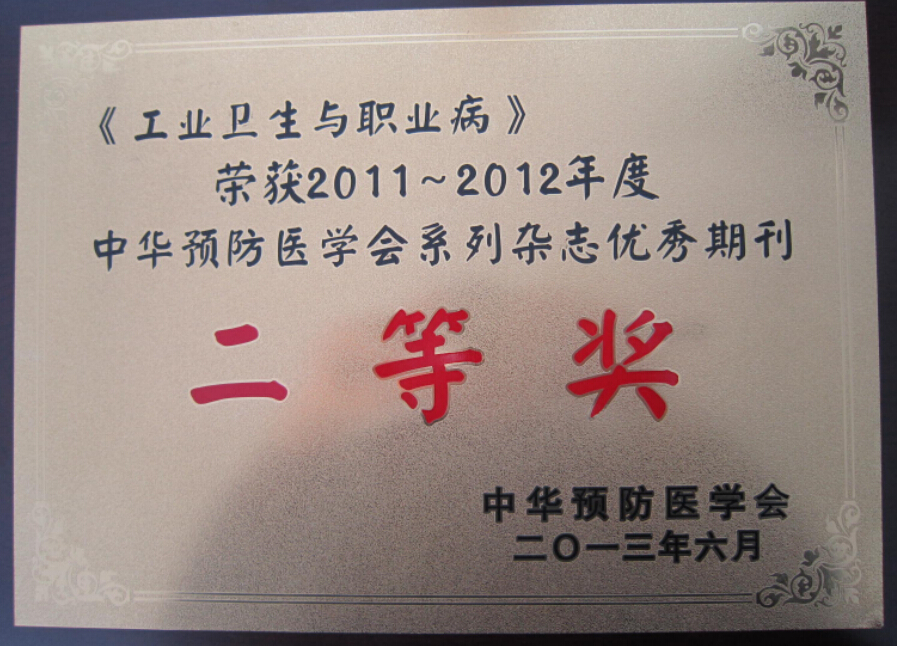 《工业卫生与职业病》
荣获2011~2012年度
中华预防医学会系列杂志优秀期刊
二等奖
中华预防医学会
二〇一三年六月